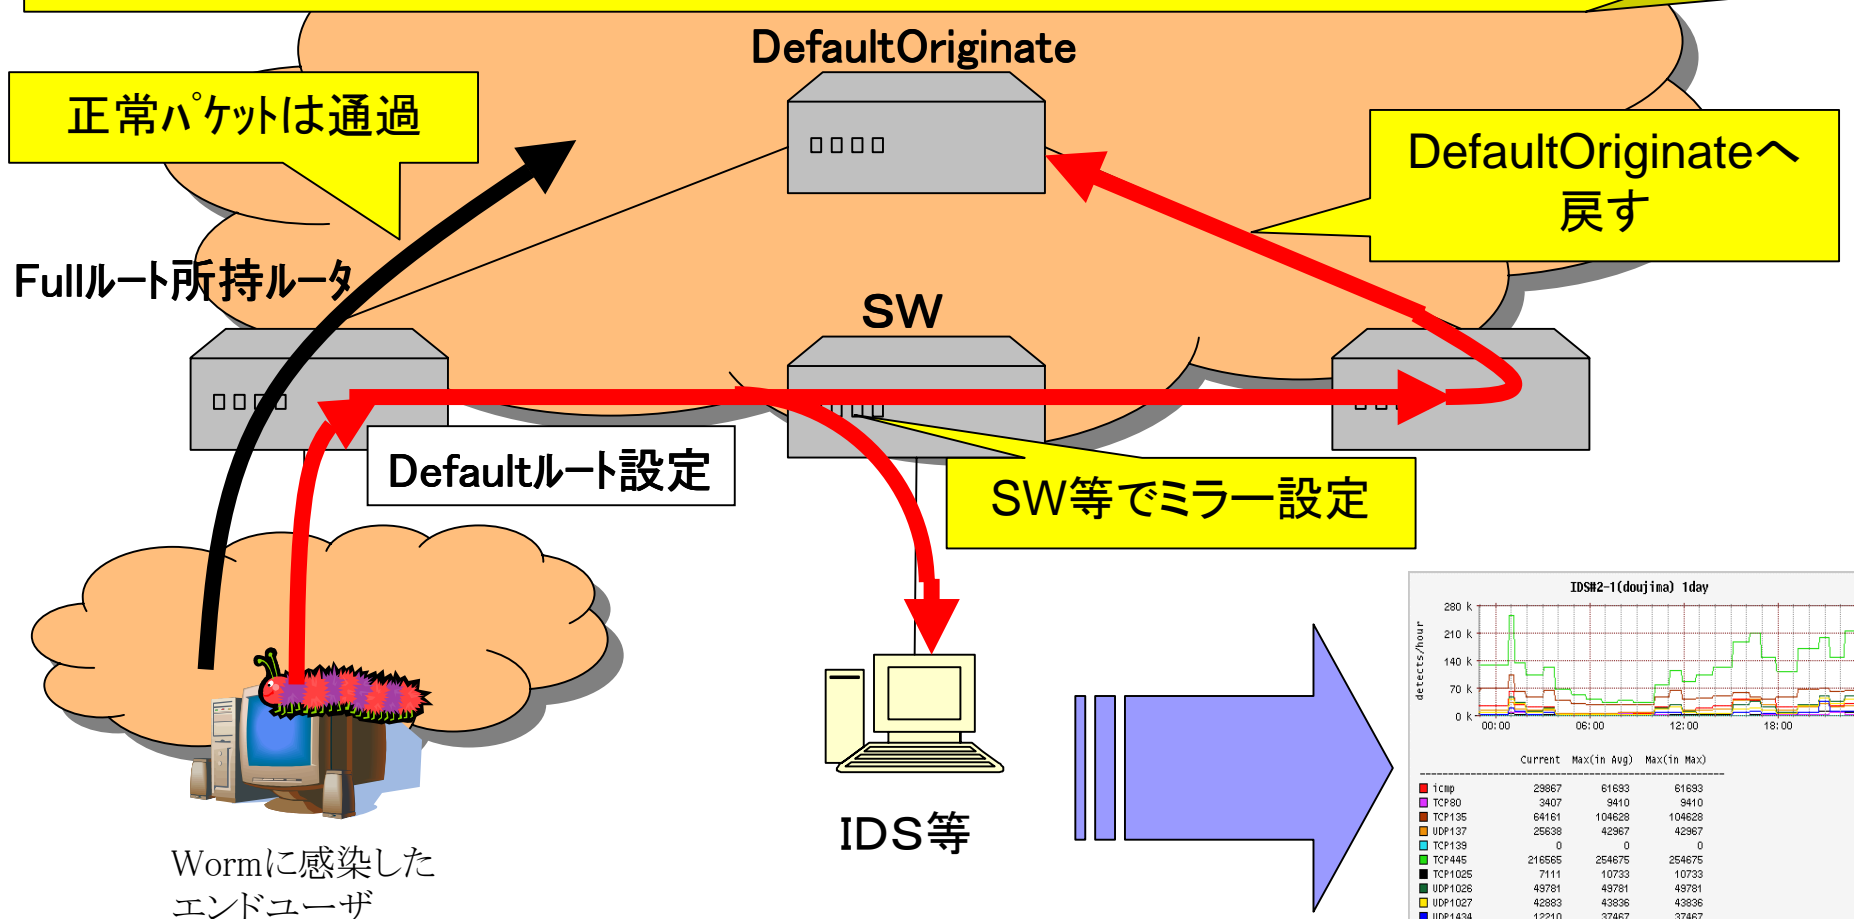 DefaultOriginate
正常パケットは通過
DefaultOriginateへ
戻す
Fullルート所持ルータ
SW
Defaultルート設定
SW等でミラー設定
IDS等
Wormに感染した
エンドユーザ
IDS#2-1(doujima) 1day
detects/hour
280 k
210 k
140 k
70 k
0 k
00:00 06:00 12:00 18:00
Current Max(in Avg) Max(in Max)
icmp 29867 61693 61693
TCP80 3407 9410 9410
TCP135 64161 104628 104628
UDP137 25638 42967 42967
TCP139 0 0 0
TCP445 216565 254675 254675
TCP1025 7111 10733 10733
UDP1026 49781 49781 49781
UDP1027 42883 43836 43836
UDP1434 12210 37467 37467